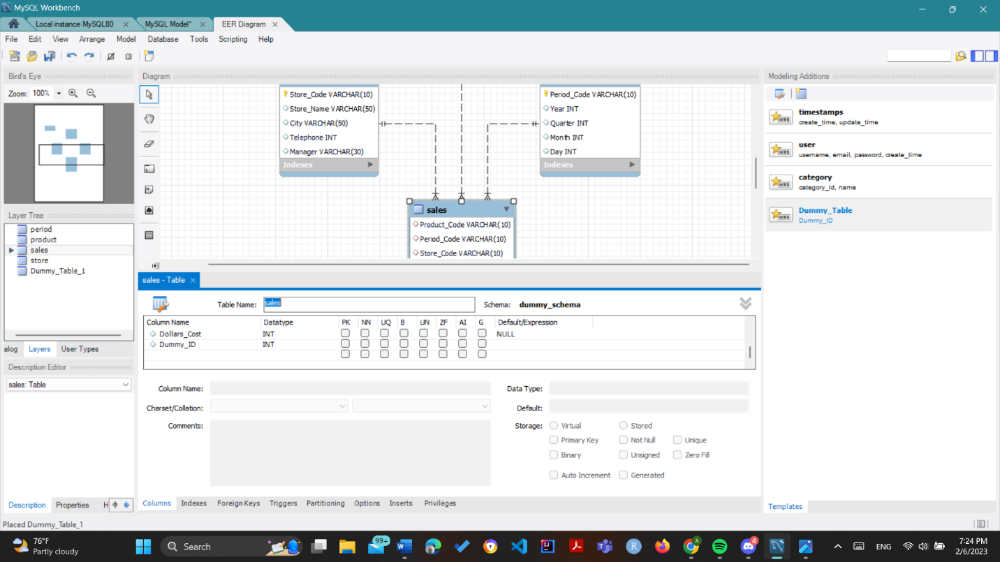 MySQL Workbench
Local instance MySQL80
MySQL Model*
EER Diagram
File Edit View Arrange Model Database Tools Scripting Help
Bird's Eye
Diagram
Modeling Additions
Zoom: 100%
Store_Code VARCHAR(10)
Store_Name VARCHAR(50)
City VARCHAR(50)
Telephone INT
Manager VARCHAR(30)
Indexes
Period_Code VARCHAR(10)
Year INT
Quarter INT
Month INT
Day INT
Indexes
sales
Product_Code VARCHAR(10)
Period_Code VARCHAR(10)
Store_Code VARCHAR(10)
timestamps
create_time, update_time
user
username, email, password, create_time
category
category_id, name
Dummy_Table
Dummy_ID
Layer Tree
period
product
sales
store
Dummy_Table_1
alog Layers User Types
Description Editor
sales: Table
Description Properties H
sales - Table
Table Name: sales Schema: dummy_schema
Column Name Datatype PK NN UQ B UN ZF AI G Default/Expression
Dollars_Cost INT NULL
Dummy_ID INT
Column Name: Data Type:
Charset/Collation: Default:
Comments: Storage: Virtual Stored
Primary Key Not Null Unique
Binary Unsigned Zero Fill
Auto Increment Generated
Columns Indexes Foreign Keys Triggers Partitioning Options Inserts Privileges
Templates
Placed Dummy_Table_1
76°F
Partly cloudy
Search
99+
A
4
ENG
7:24 PM
2/6/2023